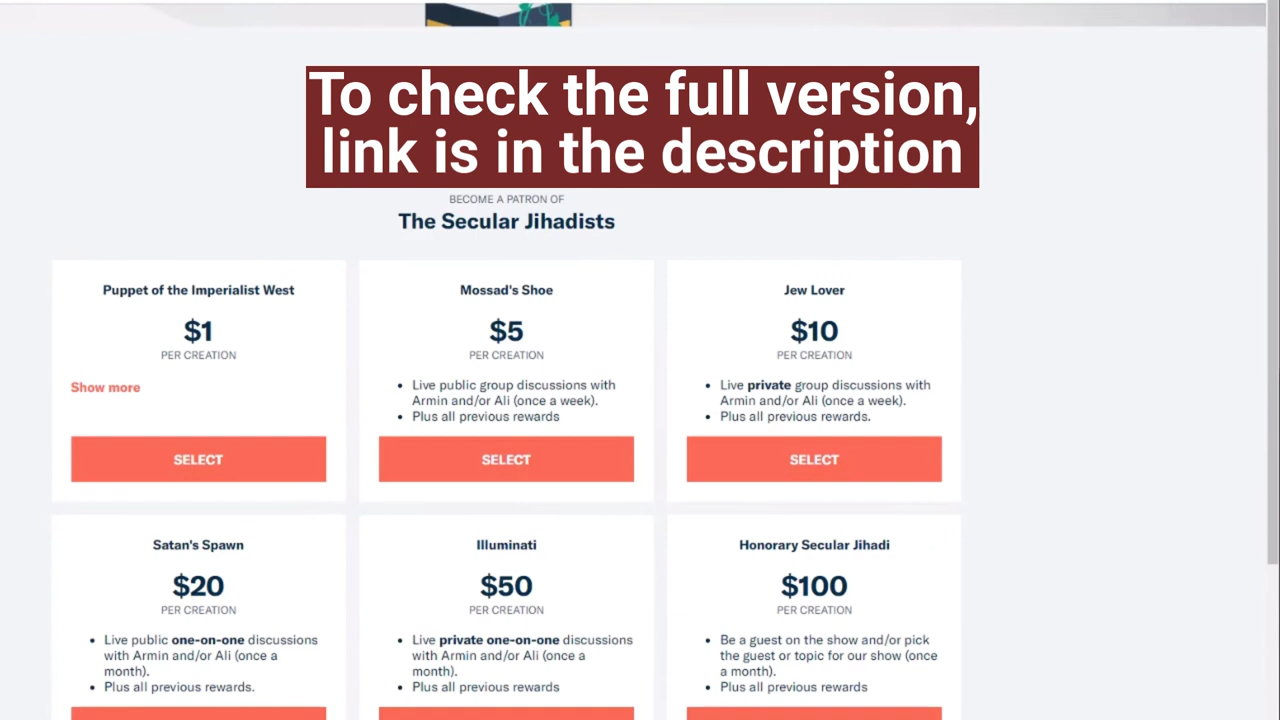 To check the full version,
link is in the description
BECOME A PATRON OF
The Secular Jihadists
Puppet of the Imperialist West
$1
PER CREATION
Show more
SELECT
Mossad's Shoe
$5
PER CREATION
• Live public group discussions with
Armin and/or Ali (once a week).
• Plus all previous rewards
SELECT
Jew Lover
$10
PER CREATION
• Live private group discussions with
Armin and/or Ali (once a week).
• Plus all previous rewards.
SELECT
Satan's Spawn
$20
PER CREATION
• Live public one-on-one discussions
with Armin and/or Ali (once a
month).
• Plus all previous rewards.
Illuminati
$50
PER CREATION
• Live private one-on-one discussions
with Armin and/or Ali (once a
month).
• Plus all previous rewards
Honorary Secular Jihadi
$100
PER CREATION
• Be a guest on the show and/or pick
the guest or topic for our show (once
a month).
• Plus all previous rewards